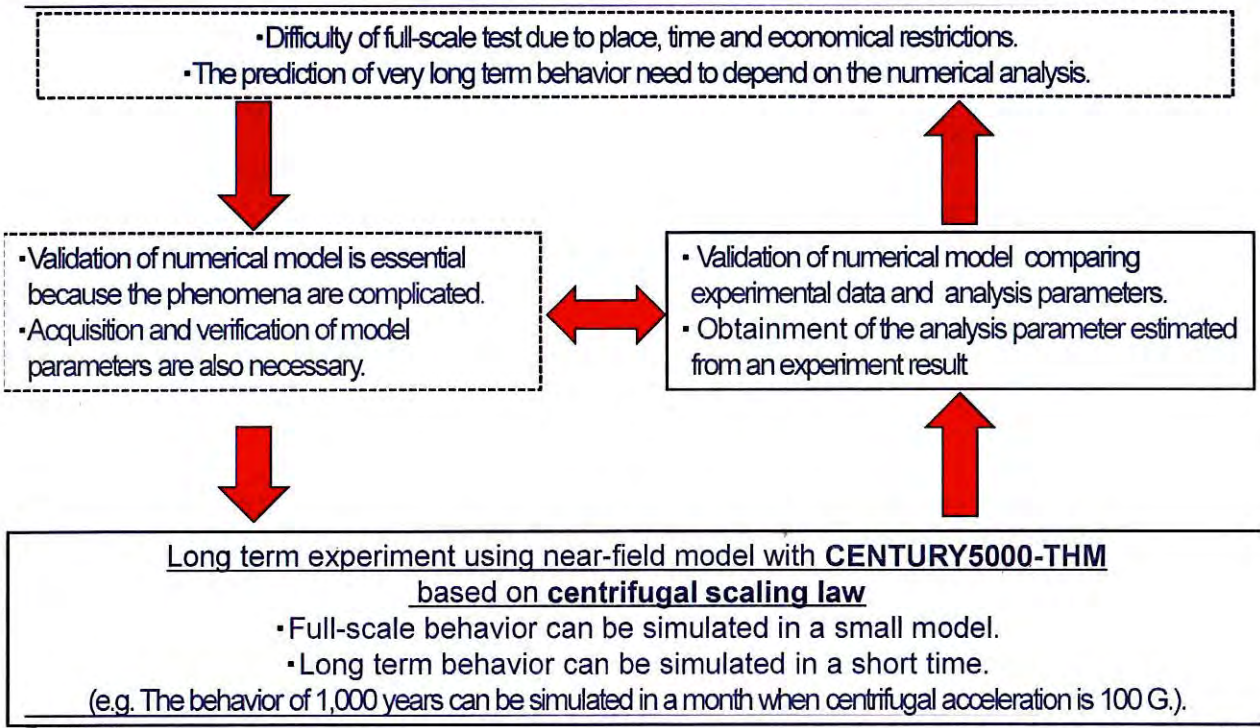 ▪Difficulty of full-scale test due to place, time and economical restrictions.
▪The prediction of very long term behavior need to depend on the numerical analysis.
▪Validation of numerical model is essential
because the phenomena are complicated.
▪Acquisition and verification of model
parameters are also necessary.
▪ Validation of numerical model comparing
experimental data and analysis parameters.
▪ Obtainment of the analysis parameter estimated
from an experiment result
Long term experiment using near-field model with CENTURY5000-THM
based on centrifugal scaling law
▪Full-scale behavior can be simulated in a small model.
▪Long term behavior can be simulated in a short time.
(e.g. The behavior of 1,000 years can be simulated in a month when centrifugal acceleration is 100 G.).